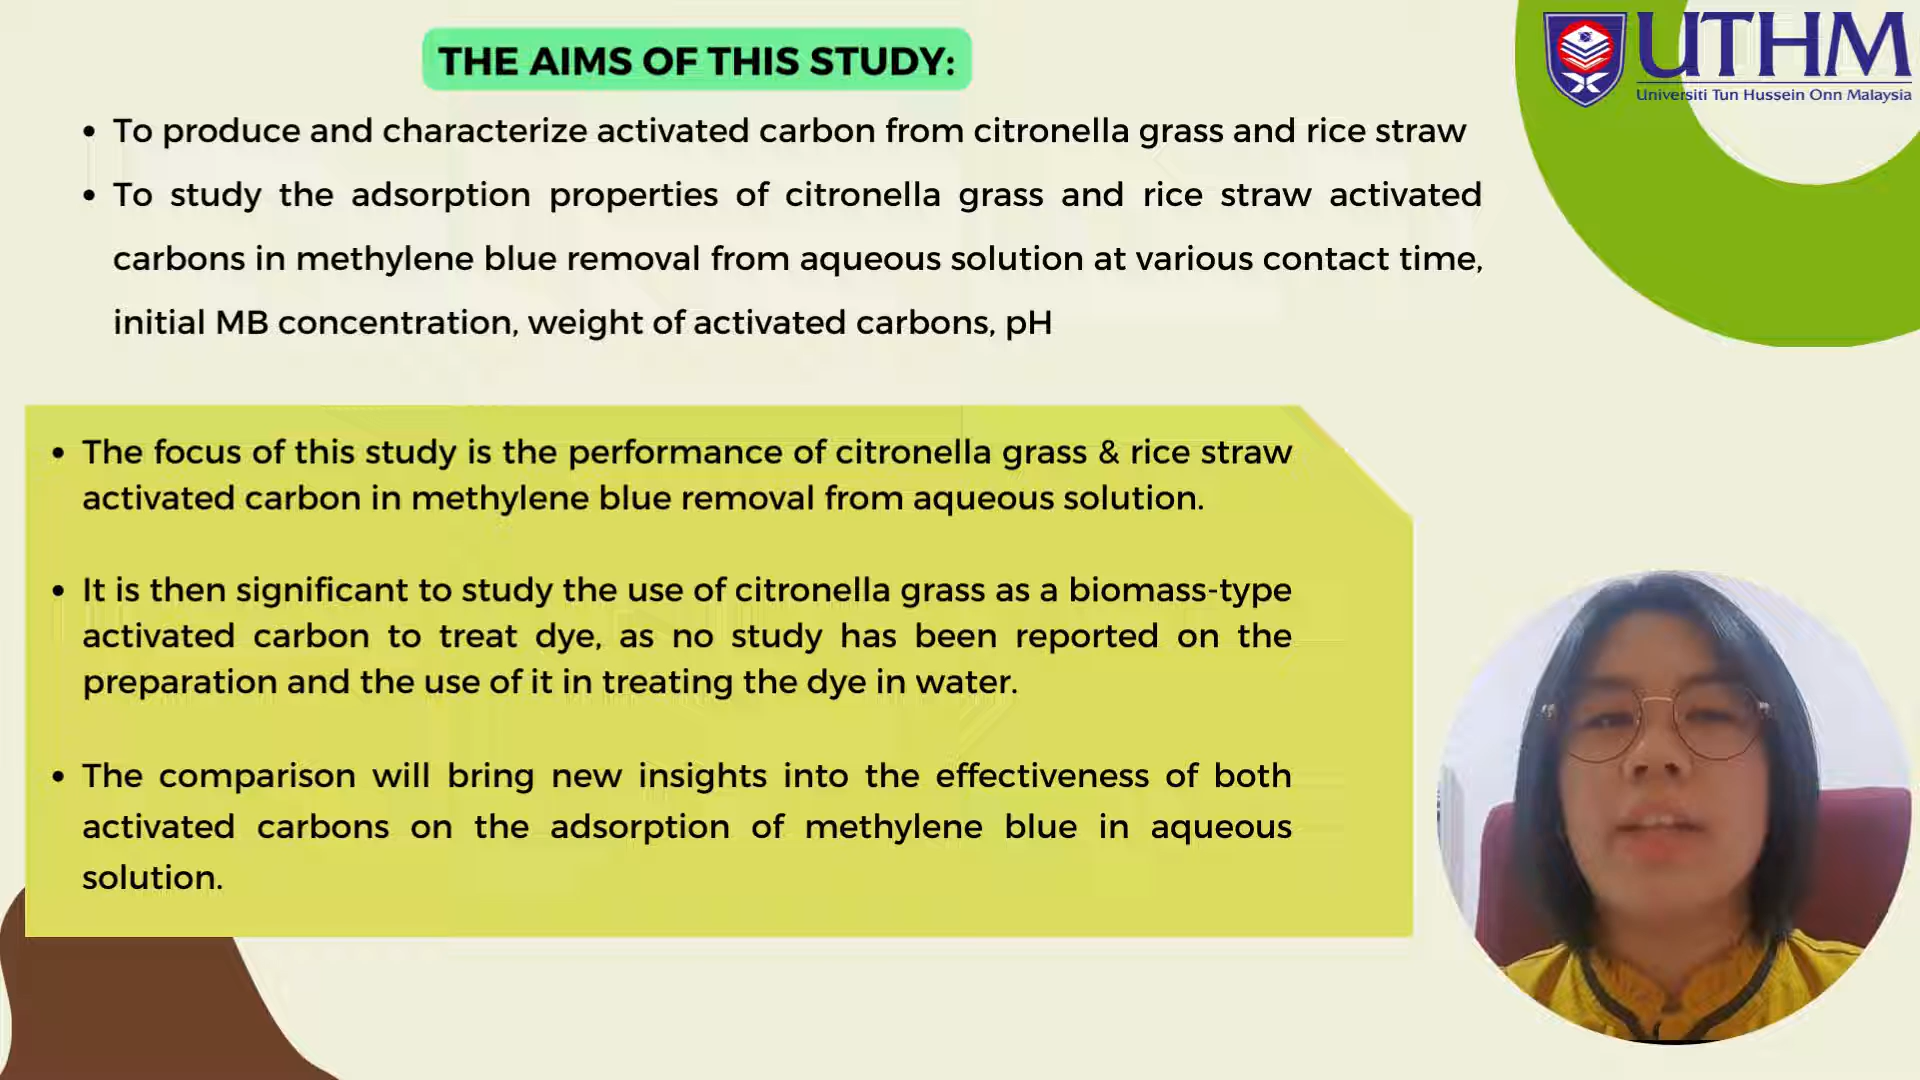 THE AIMS OF THIS STUDY:
UTHM
Universiti Tun Hussein Onn Malaysia
• To produce and characterize activated carbon from citronella grass and rice straw
• To study the adsorption properties of citronella grass and rice straw activated
carbons in methylene blue removal from aqueous solution at various contact time,
initial MB concentration, weight of activated carbons, pH
• The focus of this study is the performance of citronella grass & rice straw
activated carbon in methylene blue removal from aqueous solution.
• It is then significant to study the use of citronella grass as a biomass-type
activated carbon to treat dye, as no study has been reported on the
preparation and the use of it in treating the dye in water.
• The comparison will bring new insights into the effectiveness of both
activated carbons on the adsorption of methylene blue in aqueous
solution.